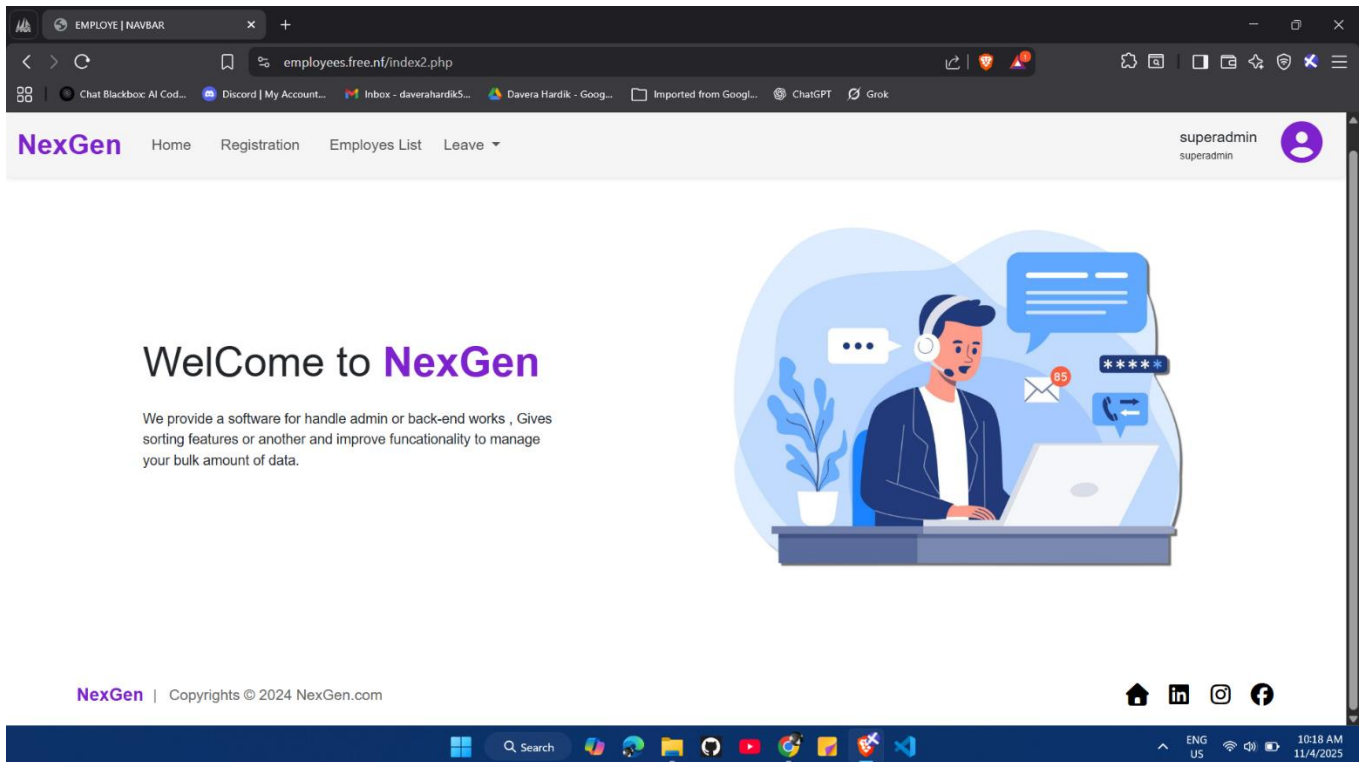 EMPLOYE | NAVBAR
employees.free.nf/index2.php
Chat Blackbox: AI Cod... Discord | My Account... Inbox - daverahardik5... Davera Hardik - Goog... Imported from Googl... ChatGPT Grok
NexGen Home Registration Employes List Leave
superadmin
superadmin
WelCome to NexGen
We provide a software for handle admin or back-end works , Gives
sorting features or another and improve funcationality to manage
your bulk amount of data.
85
*****
NexGen | Copyrights © 2024 NexGen.com
Search
ENG
US
10:18 AM
11/4/2025